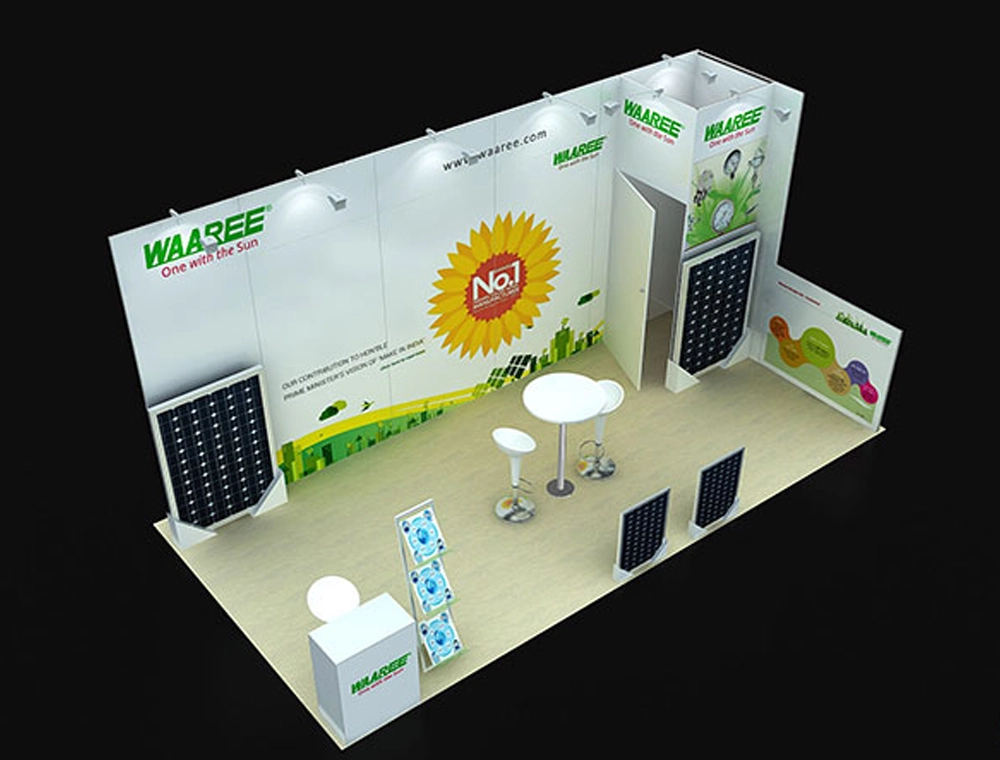 www.waaree.com
WAAREE
One with the Sun
WAAREE®
One with the Sun
WAAREE
One with the Sun
WAAREE
One with the Sun
No.1
OUR CONTRIBUTION TO HON'BLE
PRIME MINISTER'S VISION OF 'MAKE IN INDIA'
WAAREE
One with the Sun